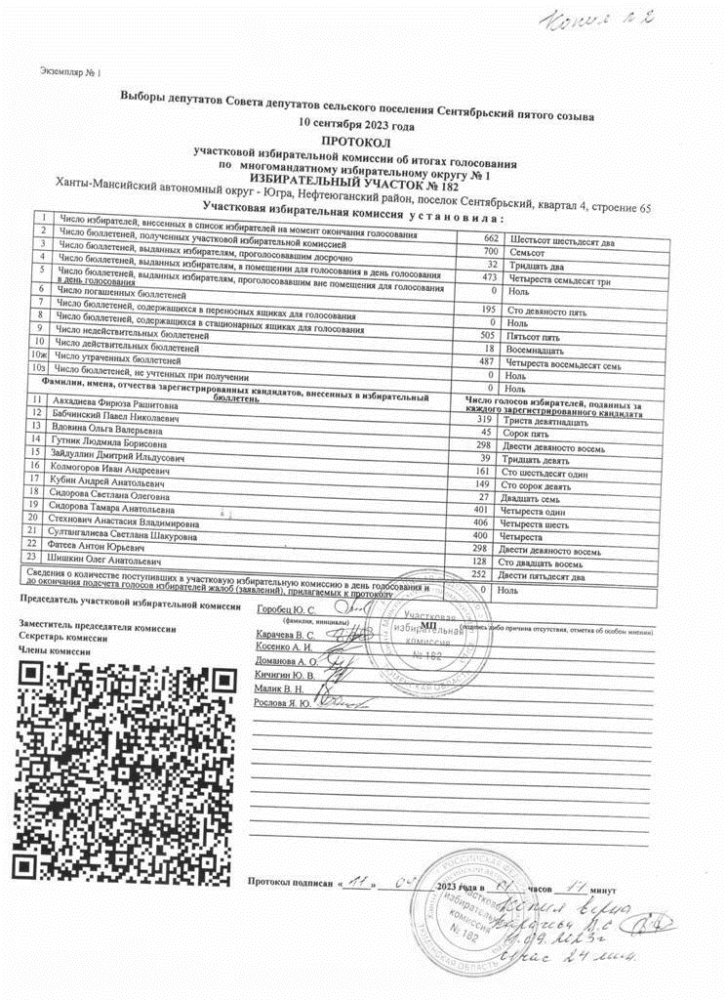 Копия № 2
Экземпляр № 1
Выборы депутатов Совета депутатов сельского поселения Сентябрьский пятого созыва
10 сентября 2023 года
ПРОТОКОЛ
участковой избирательной комиссии об итогах голосования
по многомандатному избирательному округу № 1
ИЗБИРАТЕЛЬНЫЙ УЧАСТОК № 182
Ханты-Мансийский автономный округ - Югра, Нефтеюганский район, поселок Сентябрьский, квартал 4, строение 65
Участковая избирательная комиссия установила:
1 Число избирателей, внесенных в список избирателей на момент окончания голосования 662 Шестьсот шестьдесят два
2 Число бюллетеней, полученных участковой избирательной комиссией 700 Семьсот
3 Число бюллетеней, выданных избирателям, проголосовавшим досрочно 32 Тридцать два
4 Число бюллетеней, выданных избирателям, в помещении для голосования в день голосования 473 Четыреста семьдесят три
5 Число бюллетеней, выданных избирателям, проголосовавшим вне помещения для голосования
в день голосования 0 Ноль
6 Число погашенных бюллетеней 195 Сто девяносто пять
7 Число бюллетеней, содержащихся в переносных ящиках для голосования 0 Ноль
8 Число бюллетеней, содержащихся в стационарных ящиках для голосования 505 Пятьсот пять
9 Число недействительных бюллетеней 18 Восемнадцать
10 Число действительных бюллетеней 487 Четыреста восемьдесят семь
10ж Число утраченных бюллетеней 0 Ноль
10з Число бюллетеней, не учтенных при получении 0 Ноль
Фамилии, имена, отчества зарегистрированных кандидатов, внесенных в избирательный
бюллетень
Число голосов избирателей, поданных за
каждого зарегистрированного кандидата
11 Авхадиева Фирюза Рашитовна 319 Триста девятнадцать
12 Бабчинский Павел Николаевич 45 Сорок пять
13 Вдовина Ольга Валерьевна 298 Двести девяносто восемь
14 Гутник Людмила Борисовна 39 Тридцать девять
15 Зайдуллин Дмитрий Ильдусович 161 Сто шестьдесят один
16 Колмогоров Иван Андреевич 149 Сто сорок девять
17 Кубин Андрей Анатольевич 27 Двадцать семь
18 Сидорова Светлана Олеговна 401 Четыреста один
19 Сидорова Тамара Анатольевна 406 Четыреста шесть
20 Стехнович Анастасия Владимировна 400 Четыреста
21 Султангалиева Светлана Шакуровна 298 Двести девяносто восемь
22 Фатеев Антон Юрьевич 128 Сто двадцать восемь
23 Шишкин Олег Анатольевич 252 Двести пятьдесят два
Сведения о количестве поступивших в участковую избирательную комиссию в день голосования и
до окончания подсчета голосов избирателей жалоб (заявлений), прилагаемых к протоколу 0 Ноль
Председатель участковой избирательной комиссии Горобец Ю. С.
(фамилия, инициалы) МП (подпись либо причина отсутствия, отметка об особом мнении)
Заместитель председателя комиссии Карачева В. С.
Секретарь комиссии Косенко А. И.
Члены комиссии Доманова А. О.
Кичигин Ю. В.
Малик В. Н.
Рослова Я. Ю.
Участковая
избирательная
комиссия
№ 182
ТЮМЕНСКАЯ ОБЛАСТЬ
Протокол подписан «11» 09 2023 года в 01 часов 17 минут
РОССИЙСКАЯ
Участковая
избирательная
комиссия
№ 182
ТЮМЕНСКАЯ ОБЛАСТЬ
Копия верна
Карачева В.С
11.09.2023г
час 24 мин.